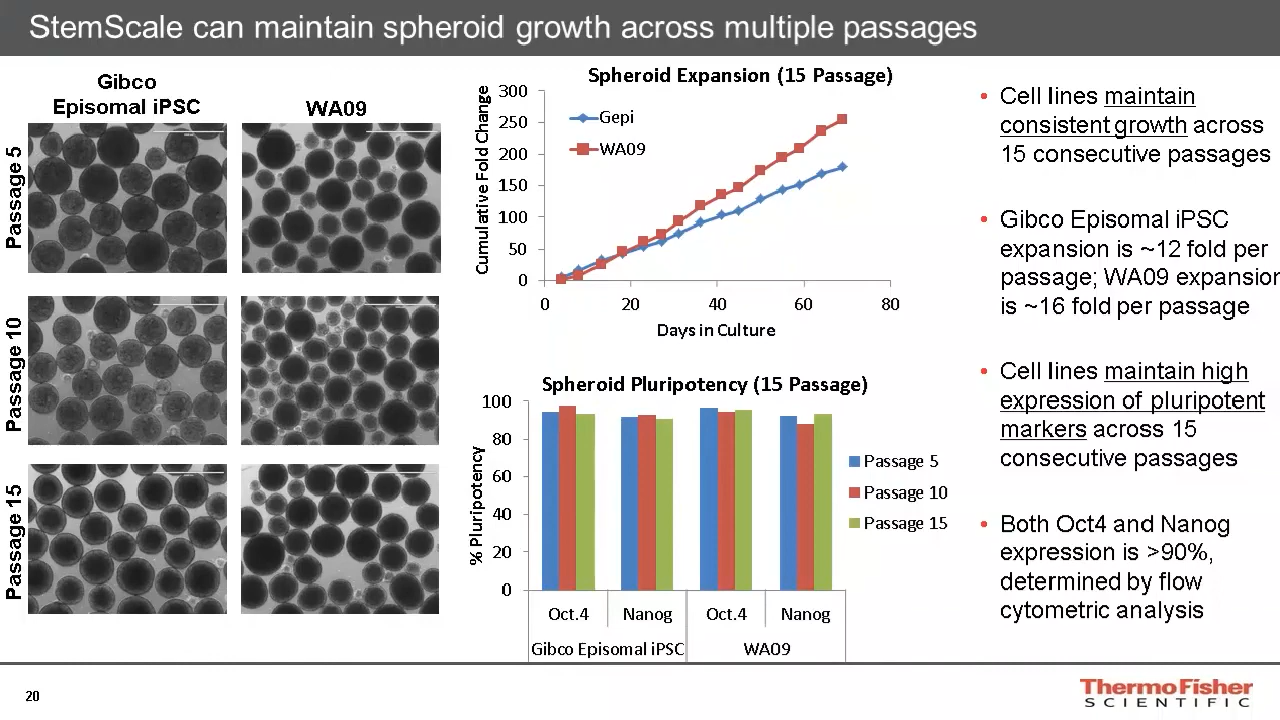 StemScale can maintain spheroid growth across multiple passages
Gibco
Episomal iPSC
WA09
Passage 5
Passage 10
Passage 15
Spheroid Expansion (15 Passage)
Cumulative Fold Change
300
250
200
150
100
50
0
Gepi
WA09
0 20 40 60 80
Days in Culture
Spheroid Pluripotency (15 Passage)
% Pluripotency
100
80
60
40
20
0
Passage 5
Passage 10
Passage 15
Oct.4 Nanog Oct.4 Nanog
Gibco Episomal iPSC WA09
• Cell lines maintain
consistent growth across
15 consecutive passages
• Gibco Episomal iPSC
expansion is ~12 fold per
passage; WA09 expansion
is ~16 fold per passage
• Cell lines maintain high
expression of pluripotent
markers across 15
consecutive passages
• Both Oct4 and Nanog
expression is >90%,
determined by flow
cytometric analysis
20
ThermoFisher
SCIENTIFIC